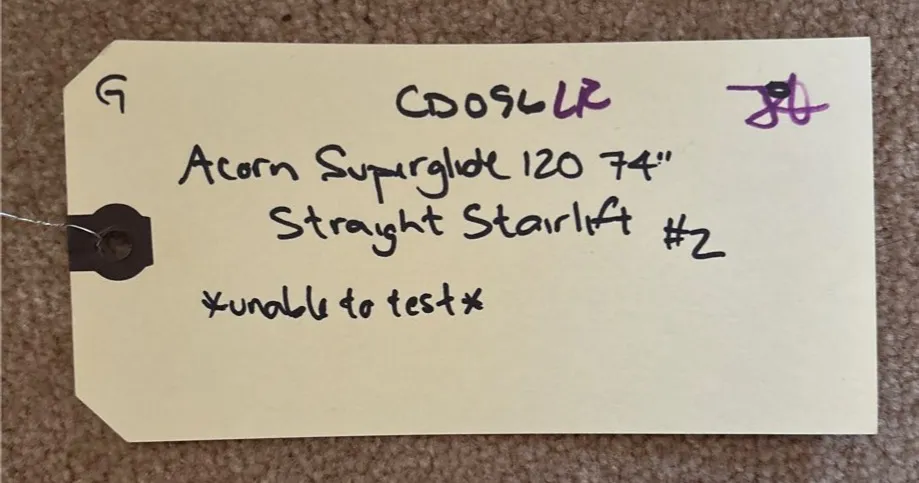 G CD096LR
Acorn Superglide 120 74"
Straight Stairlift #2
*unable to test*